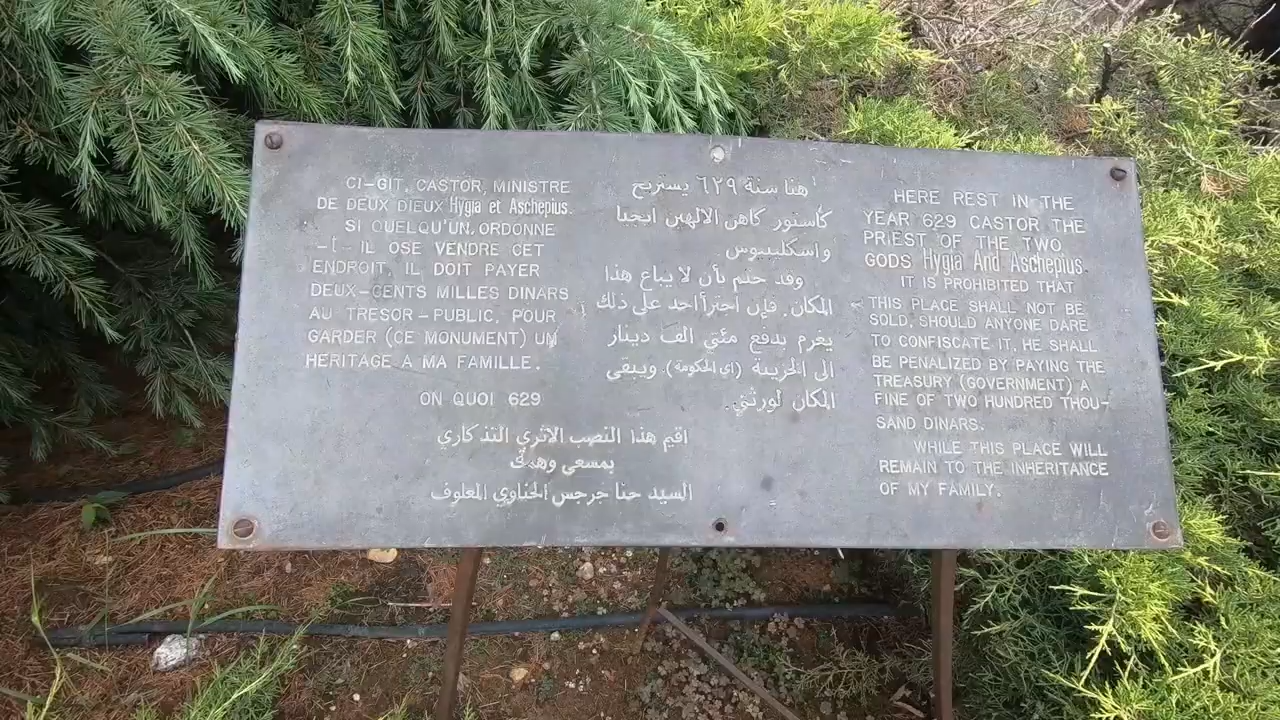 CI-GIT, CASTOR, MINISTRE
DE DEUX DIEUX Hygia et Aschepius.
SI QUELQU'UN, ORDONNE
-t- IL OSE VENDRE CET
ENDROIT, IL DOIT PAYER
DEUX-CENTS MILLES DINARS
AU TRESOR-PUBLIC, POUR
GARDER (CE MONUMENT) UN
HERITAGE A MA FAMILLE.
ON QUOI 629
هنا سنة ٦٢٩ يستريح
كاستور كاهن الالهين ايجيا
واسكليبيوس
وقد حتم بأن لا يباع هذا
المكان. فإن اجترأ احد على ذلك
يغرم بدفع مئتي الف دينار
الى الخزينة (اي الحكومة). ويبقى
المكان لورثتي.
HERE REST IN THE
YEAR 629 CASTOR THE
PRIEST OF THE TWO
GODS Hygia And Aschepius.
IT IS PROHIBITED THAT
THIS PLACE SHALL NOT BE
SOLD, SHOULD ANYONE DARE
TO CONFISCATE IT, HE SHALL
BE PENALIZED BY PAYING THE
TREASURY (GOVERNMENT) A
FINE OF TWO HUNDRED THOU-
SAND DINARS.
WHILE THIS PLACE WILL
REMAIN TO THE INHERITANCE
OF MY FAMILY.
اقيم هذا النصب الاثري التذكاري
بمسعى وهمة
السيد حنا جرجس الحناوي المعلوف